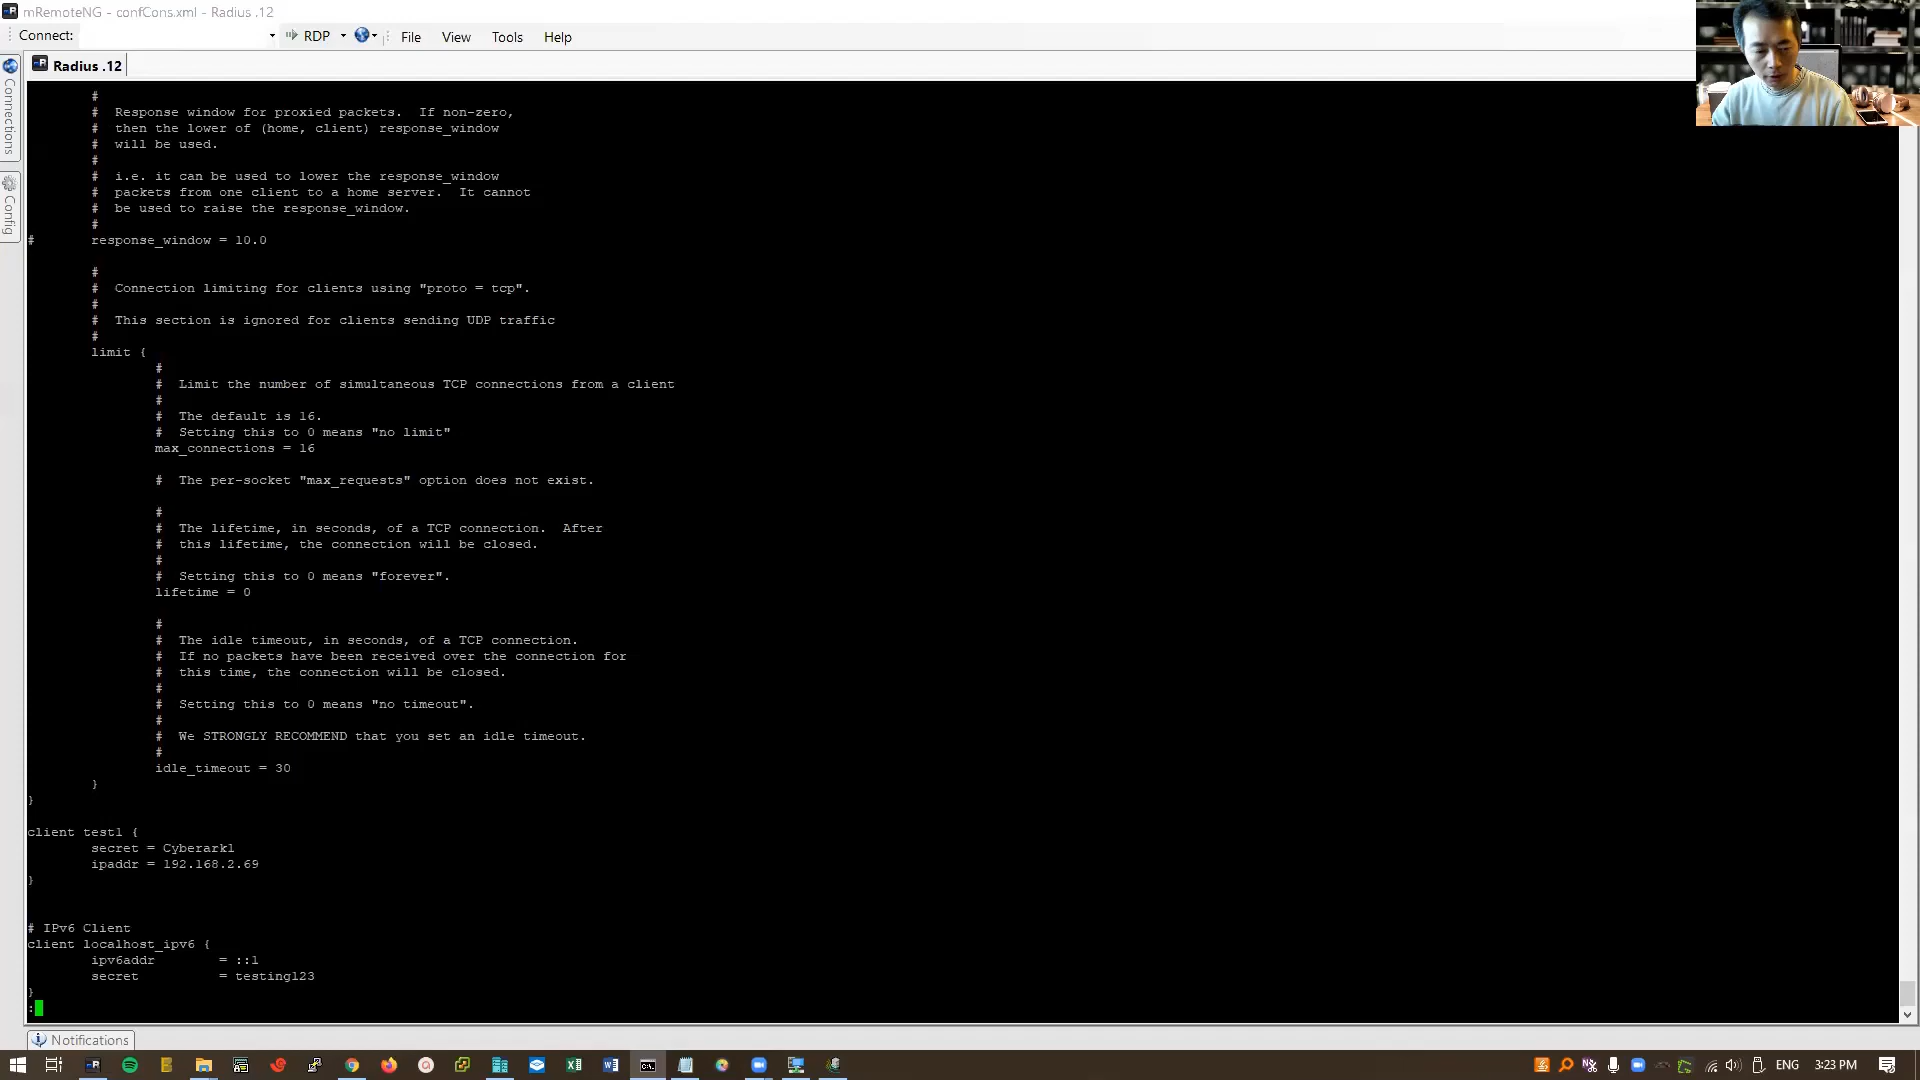 mRemoteNG - confCons.xml - Radius .12
Connect:
RDP
File
View
Tools
Help
Radius .12
Connections
Config
#
# Response window for proxied packets. If non-zero,
# then the lower of (home, client) response_window
# will be used.
#
# i.e. it can be used to lower the response_window
# packets from one client to a home server. It cannot
# be used to raise the response_window.
#
# response_window = 10.0
#
# Connection limiting for clients using "proto = tcp".
#
# This section is ignored for clients sending UDP traffic
#
limit {
#
# Limit the number of simultaneous TCP connections from a client
#
# The default is 16.
# Setting this to 0 means "no limit"
max_connections = 16
# The per-socket "max_requests" option does not exist.
#
# The lifetime, in seconds, of a TCP connection. After
# this lifetime, the connection will be closed.
#
# Setting this to 0 means "forever".
lifetime = 0
#
# The idle timeout, in seconds, of a TCP connection.
# If no packets have been received over the connection for
# this time, the connection will be closed.
#
# Setting this to 0 means "no timeout".
#
# We STRONGLY RECOMMEND that you set an idle timeout.
#
idle_timeout = 30
}
}
client test1 {
secret = Cyberark1
ipaddr = 192.168.2.69
}
# IPv6 Client
client localhost_ipv6 {
ipv6addr = ::1
secret = testing123
}
:
Notifications
ENG
3:23 PM